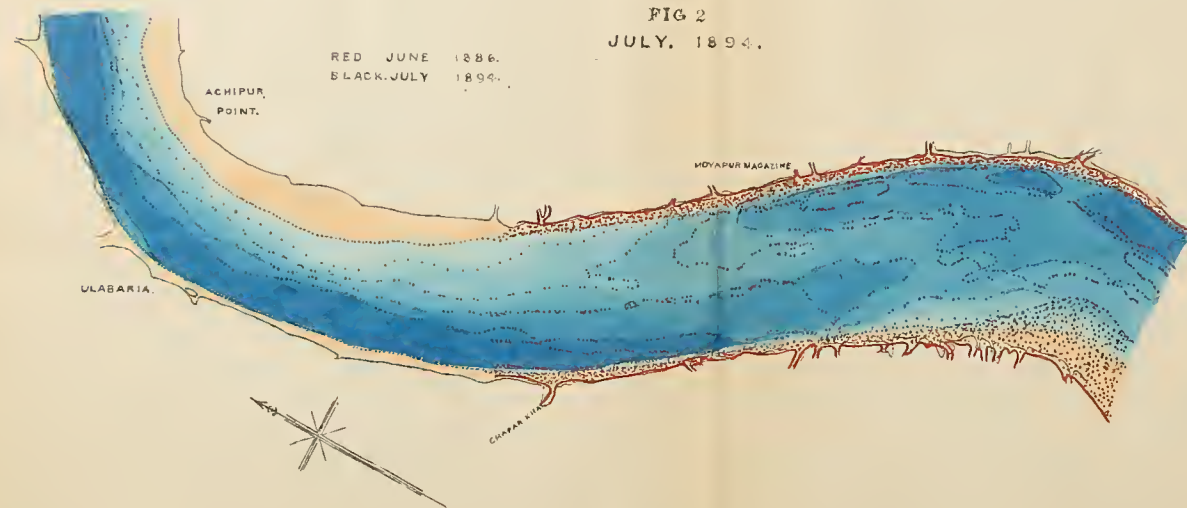 FIG 2
JULY. 1894.
RED JUNE 1886.
BLACK. JULY 1894.
ACHIPUR
POINT.
MOYAPUR MAGAZINE
ULABARIA.